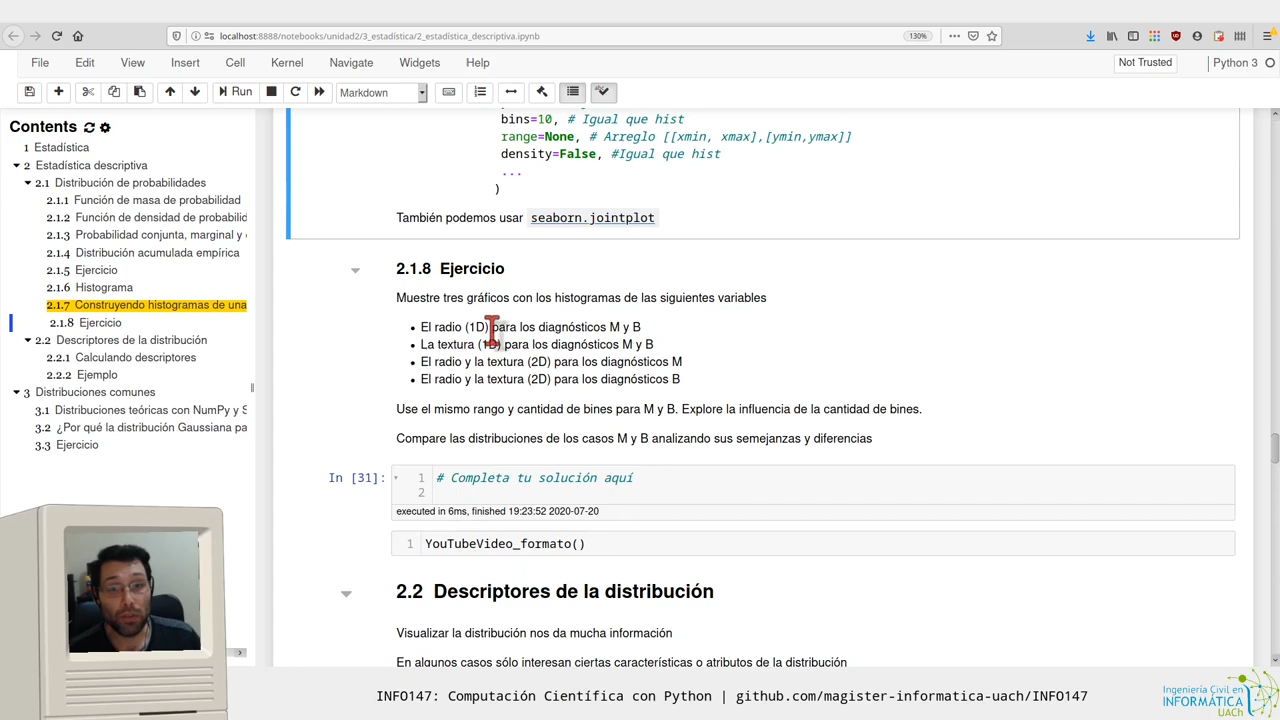 localhost:8888/notebooks/unidad2/3_estadística/2_estadística_descriptiva.ipynb
130%
File Edit View Insert Cell Kernel Navigate Widgets Help
Not Trusted
Python 3
Run
Markdown
Contents
1 Estadística
2 Estadística descriptiva
2.1 Distribución de probabilidades
2.1.1 Función de masa de probabilidad
2.1.2 Función de densidad de probabilid
2.1.3 Probabilidad conjunta, marginal y
2.1.4 Distribución acumulada empírica
2.1.5 Ejercicio
2.1.6 Histograma
2.1.7 Construyendo histogramas de una
2.1.8 Ejercicio
2.2 Descriptores de la distribución
2.2.1 Calculando descriptores
2.2.2 Ejemplo
3 Distribuciones comunes
3.1 Distribuciones teóricas con NumPy y S
3.2 ¿Por qué la distribución Gaussiana pa
3.3 Ejercicio
bins=10, # Igual que hist
range=None, # Arreglo [[xmin, xmax],[ymin,ymax]]
density=False, #Igual que hist
...
)
También podemos usar seaborn.jointplot
2.1.8 Ejercicio
Muestre tres gráficos con los histogramas de las siguientes variables
• El radio (1D) para los diagnósticos M y B
• La textura (1D) para los diagnósticos M y B
• El radio y la textura (2D) para los diagnósticos M
• El radio y la textura (2D) para los diagnósticos B
Use el mismo rango y cantidad de bines para M y B. Explore la influencia de la cantidad de bines.
Compare las distribuciones de los casos M y B analizando sus semejanzas y diferencias
In [31]:
1 # Completa tu solución aquí
2
executed in 6ms, finished 19:23:52 2020-07-20
1 YouTubeVideo_formato()
2.2 Descriptores de la distribución
Visualizar la distribución nos da mucha información
En algunos casos sólo interesan ciertas características o atributos de la distribución
INFO147: Computación Científica con Python | github.com/magister-informatica-uach/INFO147
Ingeniería Civil en
INFORMÁTICA
UACh